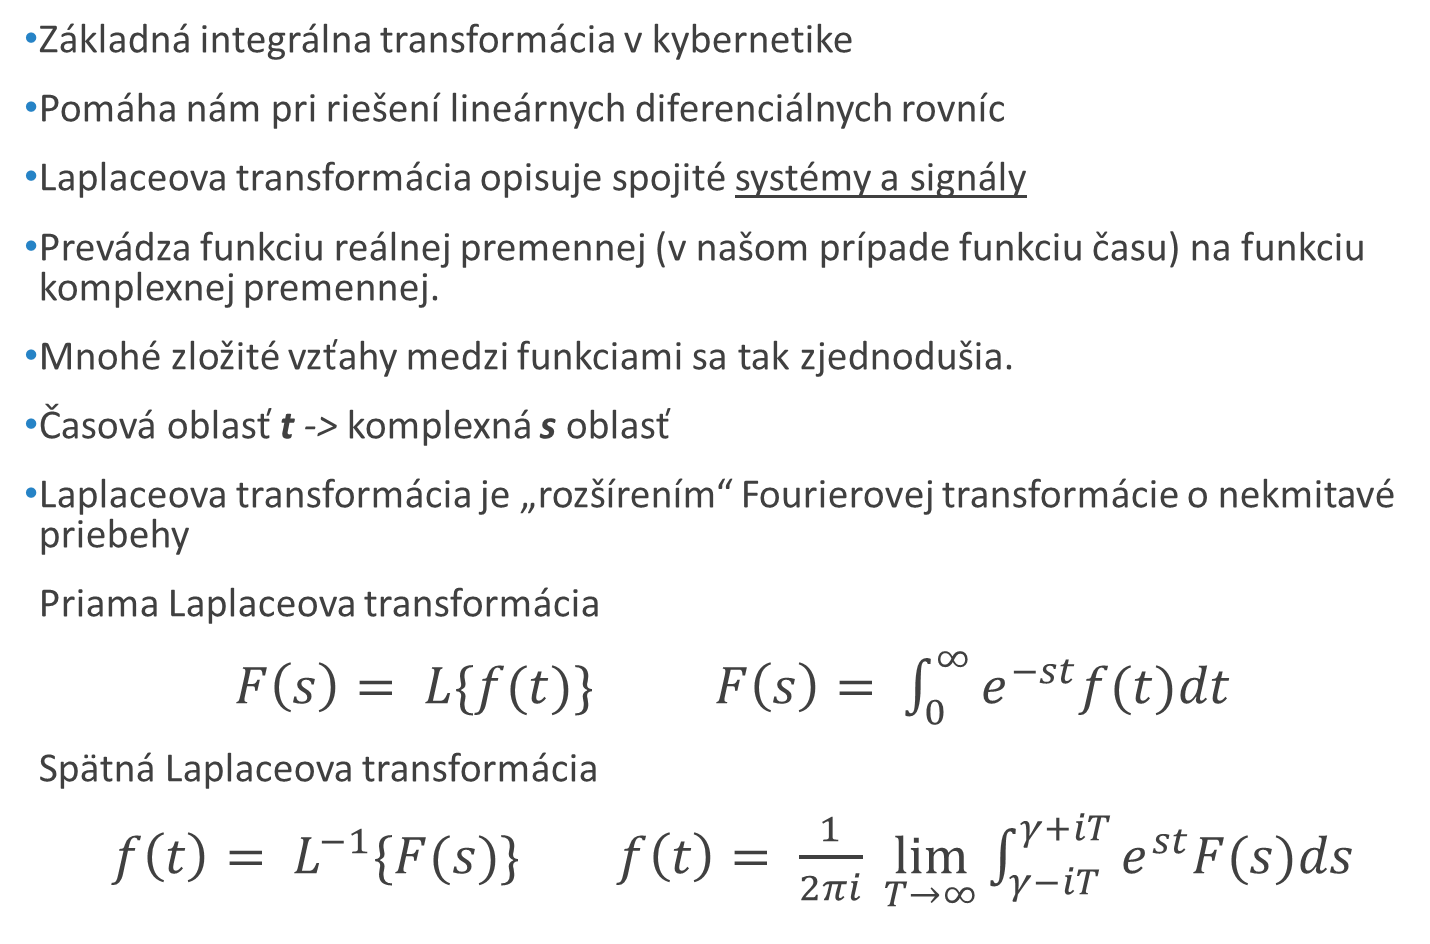 •Základná integrálna transformácia v kybernetike
•Pomáha nám pri riešení lineárnych diferenciálnych rovníc
•Laplaceova transformácia opisuje spojité systémy a signály
•Prevádza funkciu reálnej premennej (v našom prípade funkciu času) na funkciu
komplexnej premennej.
•Mnohé zložité vzťahy medzi funkciami sa tak zjednodušia.
•Časová oblasť t -> komplexná s oblasť
•Laplaceova transformácia je „rozšírením“ Fourierovej transformácie o nekmitavé
priebehy
Priama Laplaceova transformácia
F(s) = L{f(t)} F(s) = ∫_0^∞ e^{−st} f(t)dt
Spätná Laplaceova transformácia
f(t) = L^{−1}{F(s)} f(t) = \frac{1}{2πi} \lim_{T→∞} ∫_{γ−iT}^{γ+iT} e^{st} F(s)ds